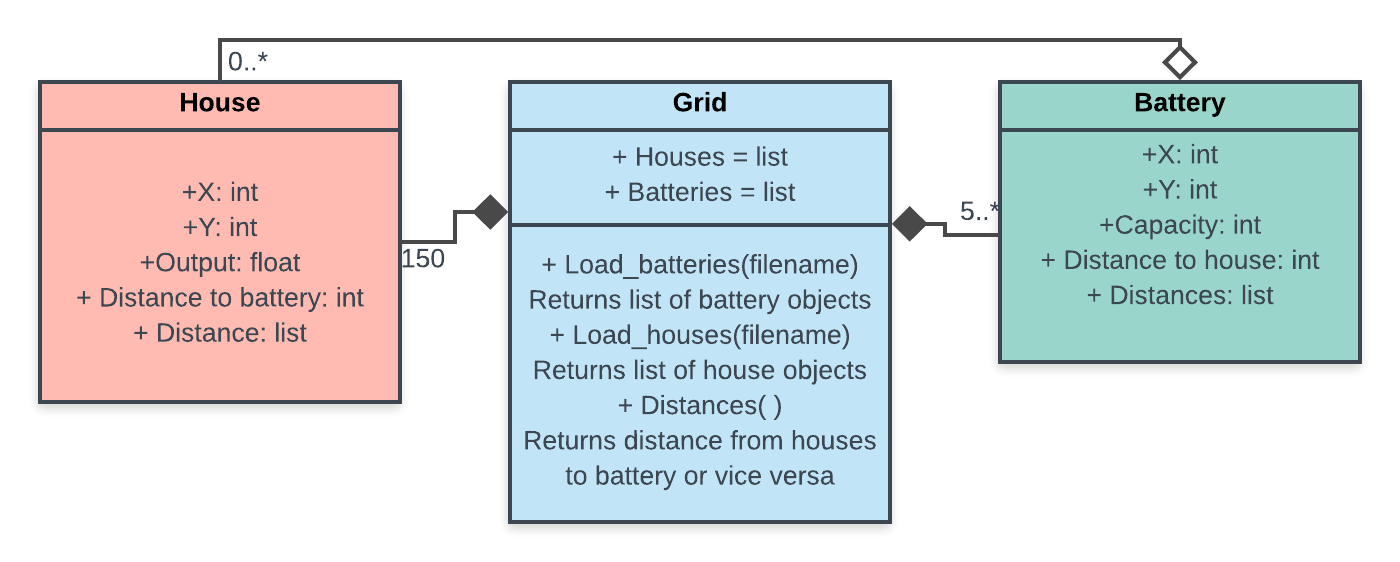 0..*
House
+X: int
+Y: int
+Output: float
+ Distance to battery: int
+ Distance: list
150
Grid
+ Houses = list
+ Batteries = list
+ Load_batteries(filename)
Returns list of battery objects
+ Load_houses(filename)
Returns list of house objects
+ Distances( )
Returns distance from houses
to battery or vice versa
5..*
Battery
+X: int
+Y: int
+Capacity: int
+ Distance to house: int
+ Distances: list